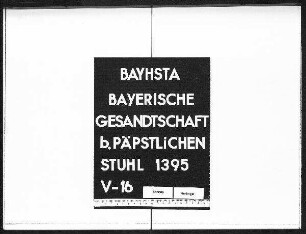 BAYHSTA
BAYERISCHE
GESANDTSCHAFT
b. PÄPSTLiCHEN
STUHL 1395
V-16